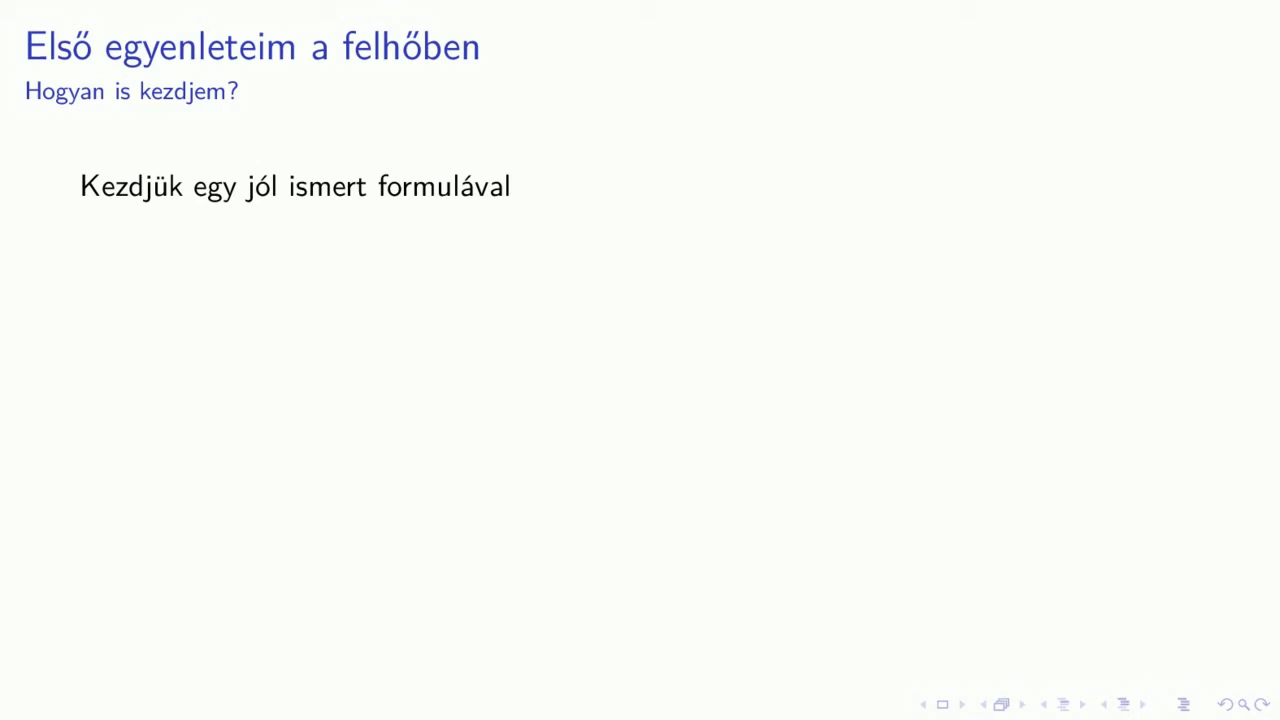 Első egyenleteim a felhőben
Hogyan is kezdjem?
Kezdjük egy jól ismert formulával